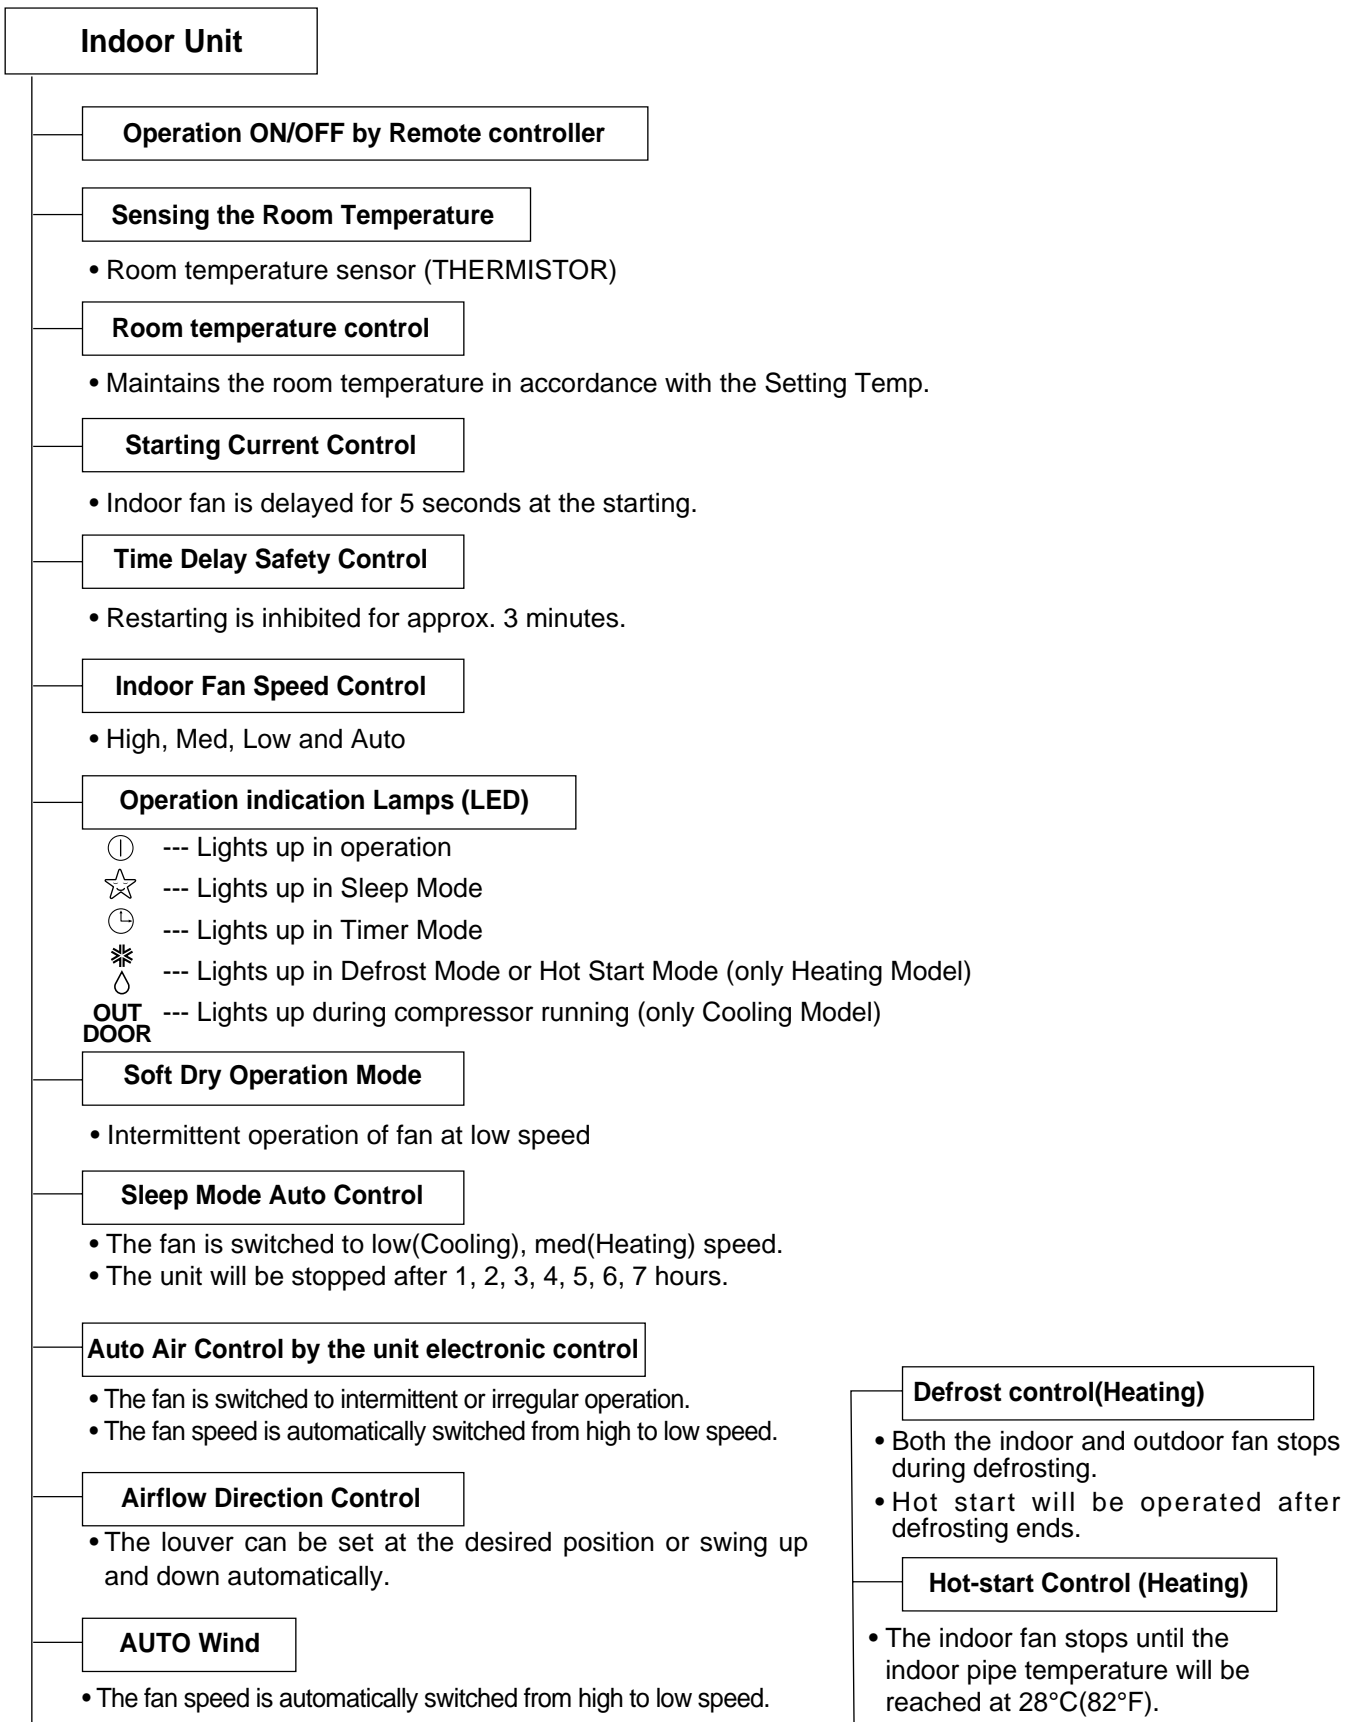 Indoor Unit
Operation ON/OFF by Remote controller
Sensing the Room Temperature
• Room temperature sensor (THERMISTOR)
Room temperature control
• Maintains the room temperature in accordance with the Setting Temp.
Starting Current Control
• Indoor fan is delayed for 5 seconds at the starting.
Time Delay Safety Control
• Restarting is inhibited for approx. 3 minutes.
Indoor Fan Speed Control
• High, Med, Low and Auto
Operation indication Lamps (LED)
--- Lights up in operation
--- Lights up in Sleep Mode
--- Lights up in Timer Mode
--- Lights up in Defrost Mode or Hot Start Mode (only Heating Model)
OUT
DOOR
--- Lights up during compressor running (only Cooling Model)
Soft Dry Operation Mode
• Intermittent operation of fan at low speed
Sleep Mode Auto Control
• The fan is switched to low(Cooling), med(Heating) speed.
• The unit will be stopped after 1, 2, 3, 4, 5, 6, 7 hours.
Auto Air Control by the unit electronic control
• The fan is switched to intermittent or irregular operation.
• The fan speed is automatically switched from high to low speed.
Airflow Direction Control
• The louver can be set at the desired position or swing up
and down automatically.
AUTO Wind
• The fan speed is automatically switched from high to low speed.
Defrost control(Heating)
• Both the indoor and outdoor fan stops
during defrosting.
• Hot start will be operated after
defrosting ends.
Hot-start Control (Heating)
• The indoor fan stops until the
indoor pipe temperature will be
reached at 28°C(82°F).